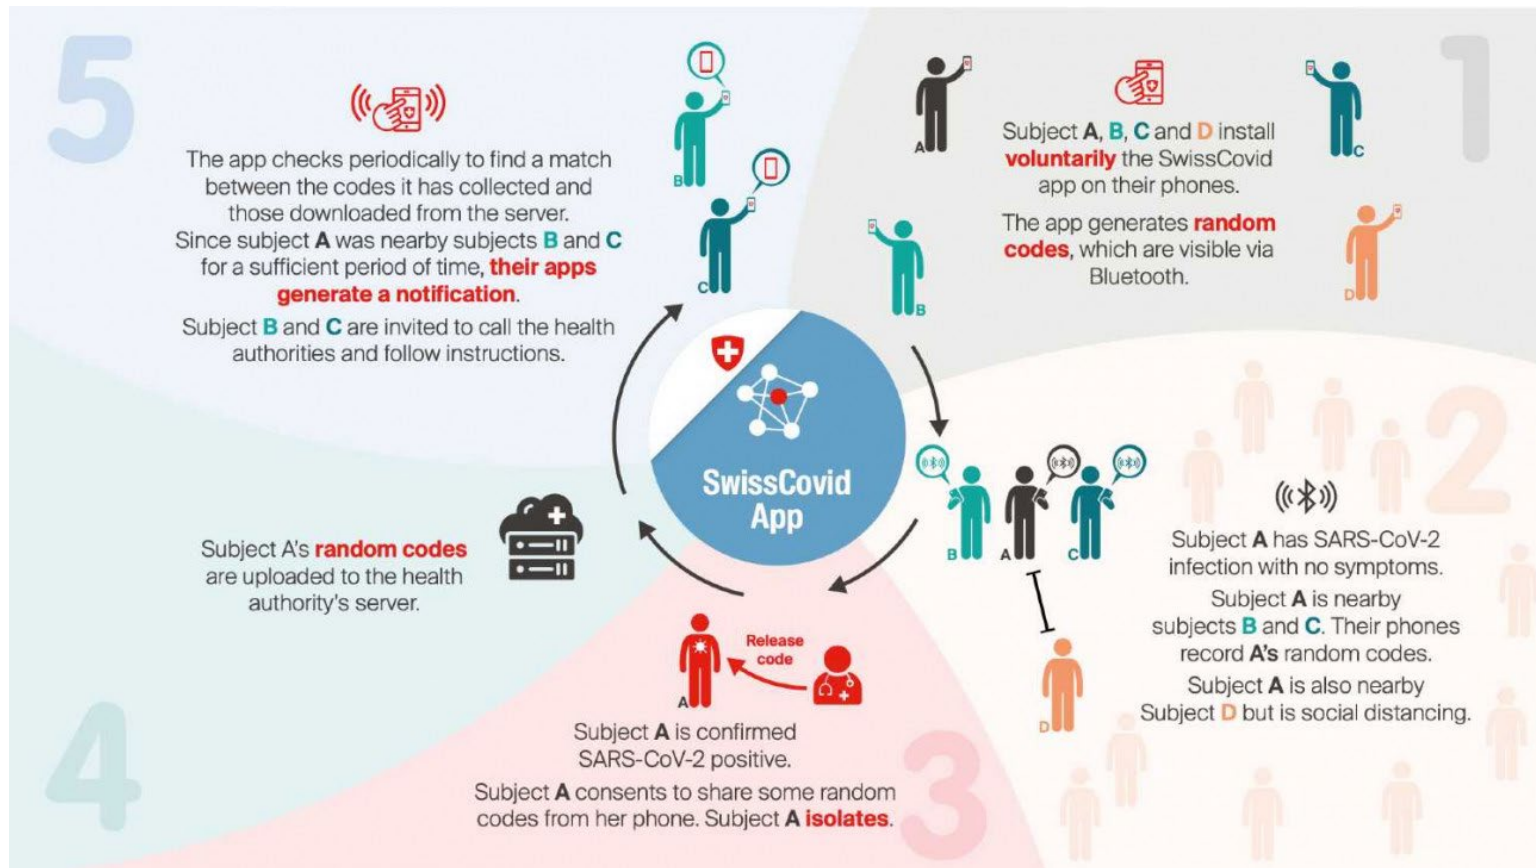 1
A
Subject A, B, C and D install
voluntarily the SwissCovid
app on their phones.
The app generates random
codes, which are visible via
Bluetooth.
C
B
D
2
B
A
C
D
Subject A has SARS-CoV-2
infection with no symptoms.
Subject A is nearby
subjects B and C. Their phones
record A's random codes.
Subject A is also nearby
Subject D but is social distancing.
SwissCovid
App
3
A
Release
code
Subject A is confirmed
SARS-CoV-2 positive.
Subject A consents to share some random
codes from her phone. Subject A isolates.
4
Subject A's random codes
are uploaded to the health
authority's server.
5
The app checks periodically to find a match
between the codes it has collected and
those downloaded from the server.
Since subject A was nearby subjects B and C
for a sufficient period of time, their apps
generate a notification.
Subject B and C are invited to call the health
authorities and follow instructions.
B
C